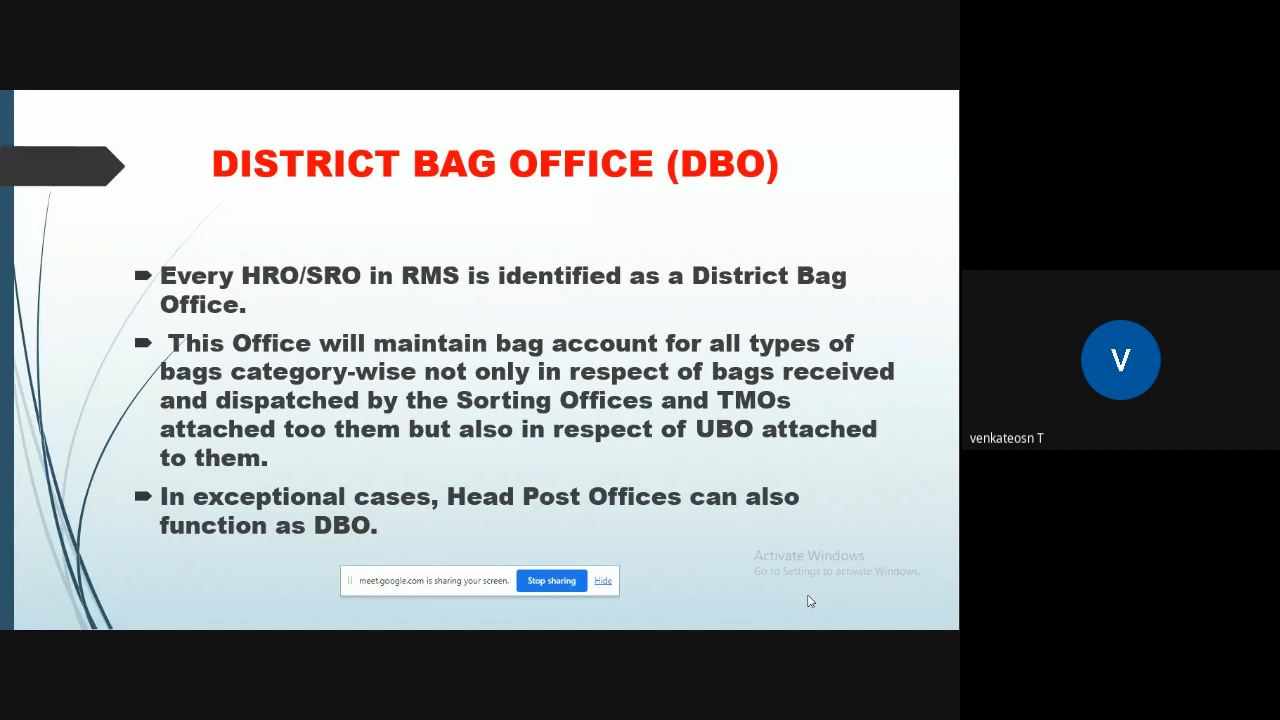 DISTRICT BAG OFFICE (DBO)
Every HRO/SRO in RMS is identified as a District Bag
Office.
This Office will maintain bag account for all types of
bags category-wise not only in respect of bags received
and dispatched by the Sorting Offices and TMOs
attached too them but also in respect of UBO attached
to them.
In exceptional cases, Head Post Offices can also
function as DBO.
Activate Windows
Go to Settings to activate Windows.
meet.google.com is sharing your screen.
Stop sharing
Hide
V
venkateosn T